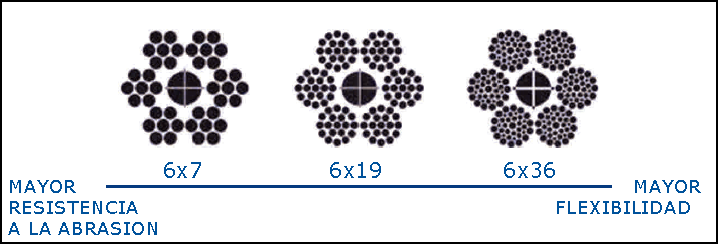 6x7
6x19
6x36
MAYOR
RESISTENCIA
A LA ABRASION
MAYOR
FLEXIBILIDAD